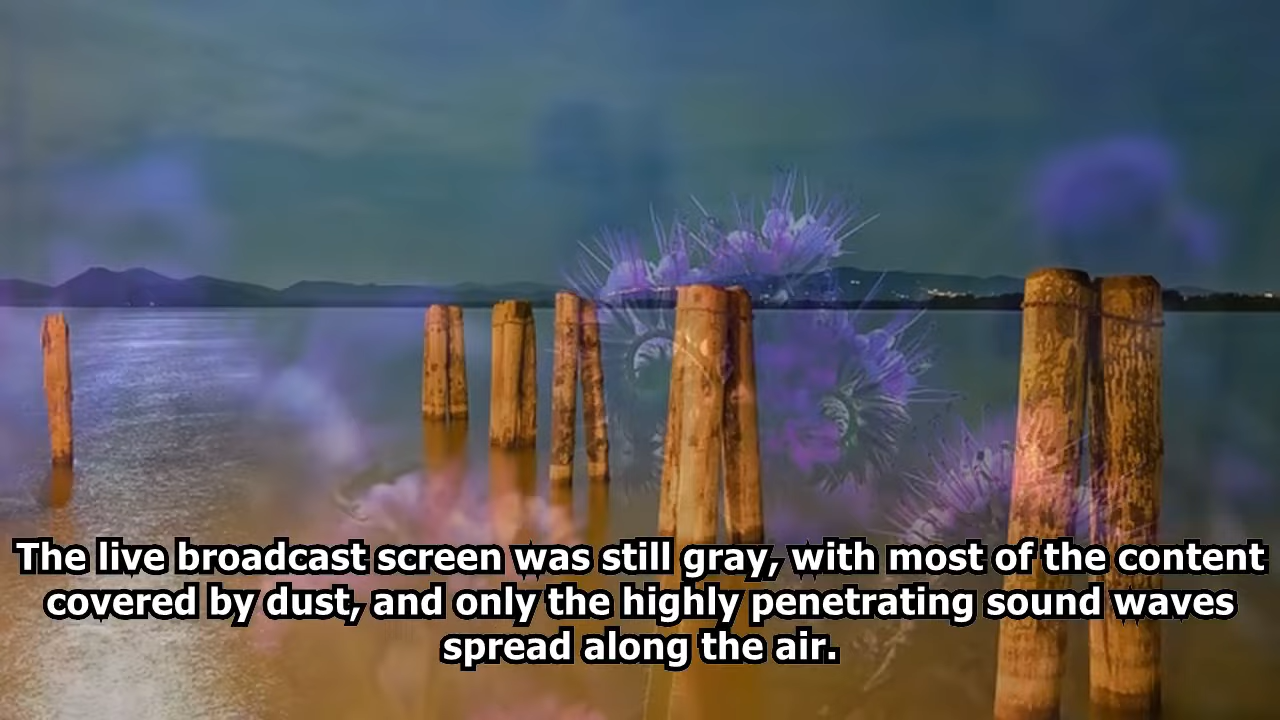 The live broadcast screen was still gray, with most of the content
covered by dust, and only the highly penetrating sound waves
spread along the air.